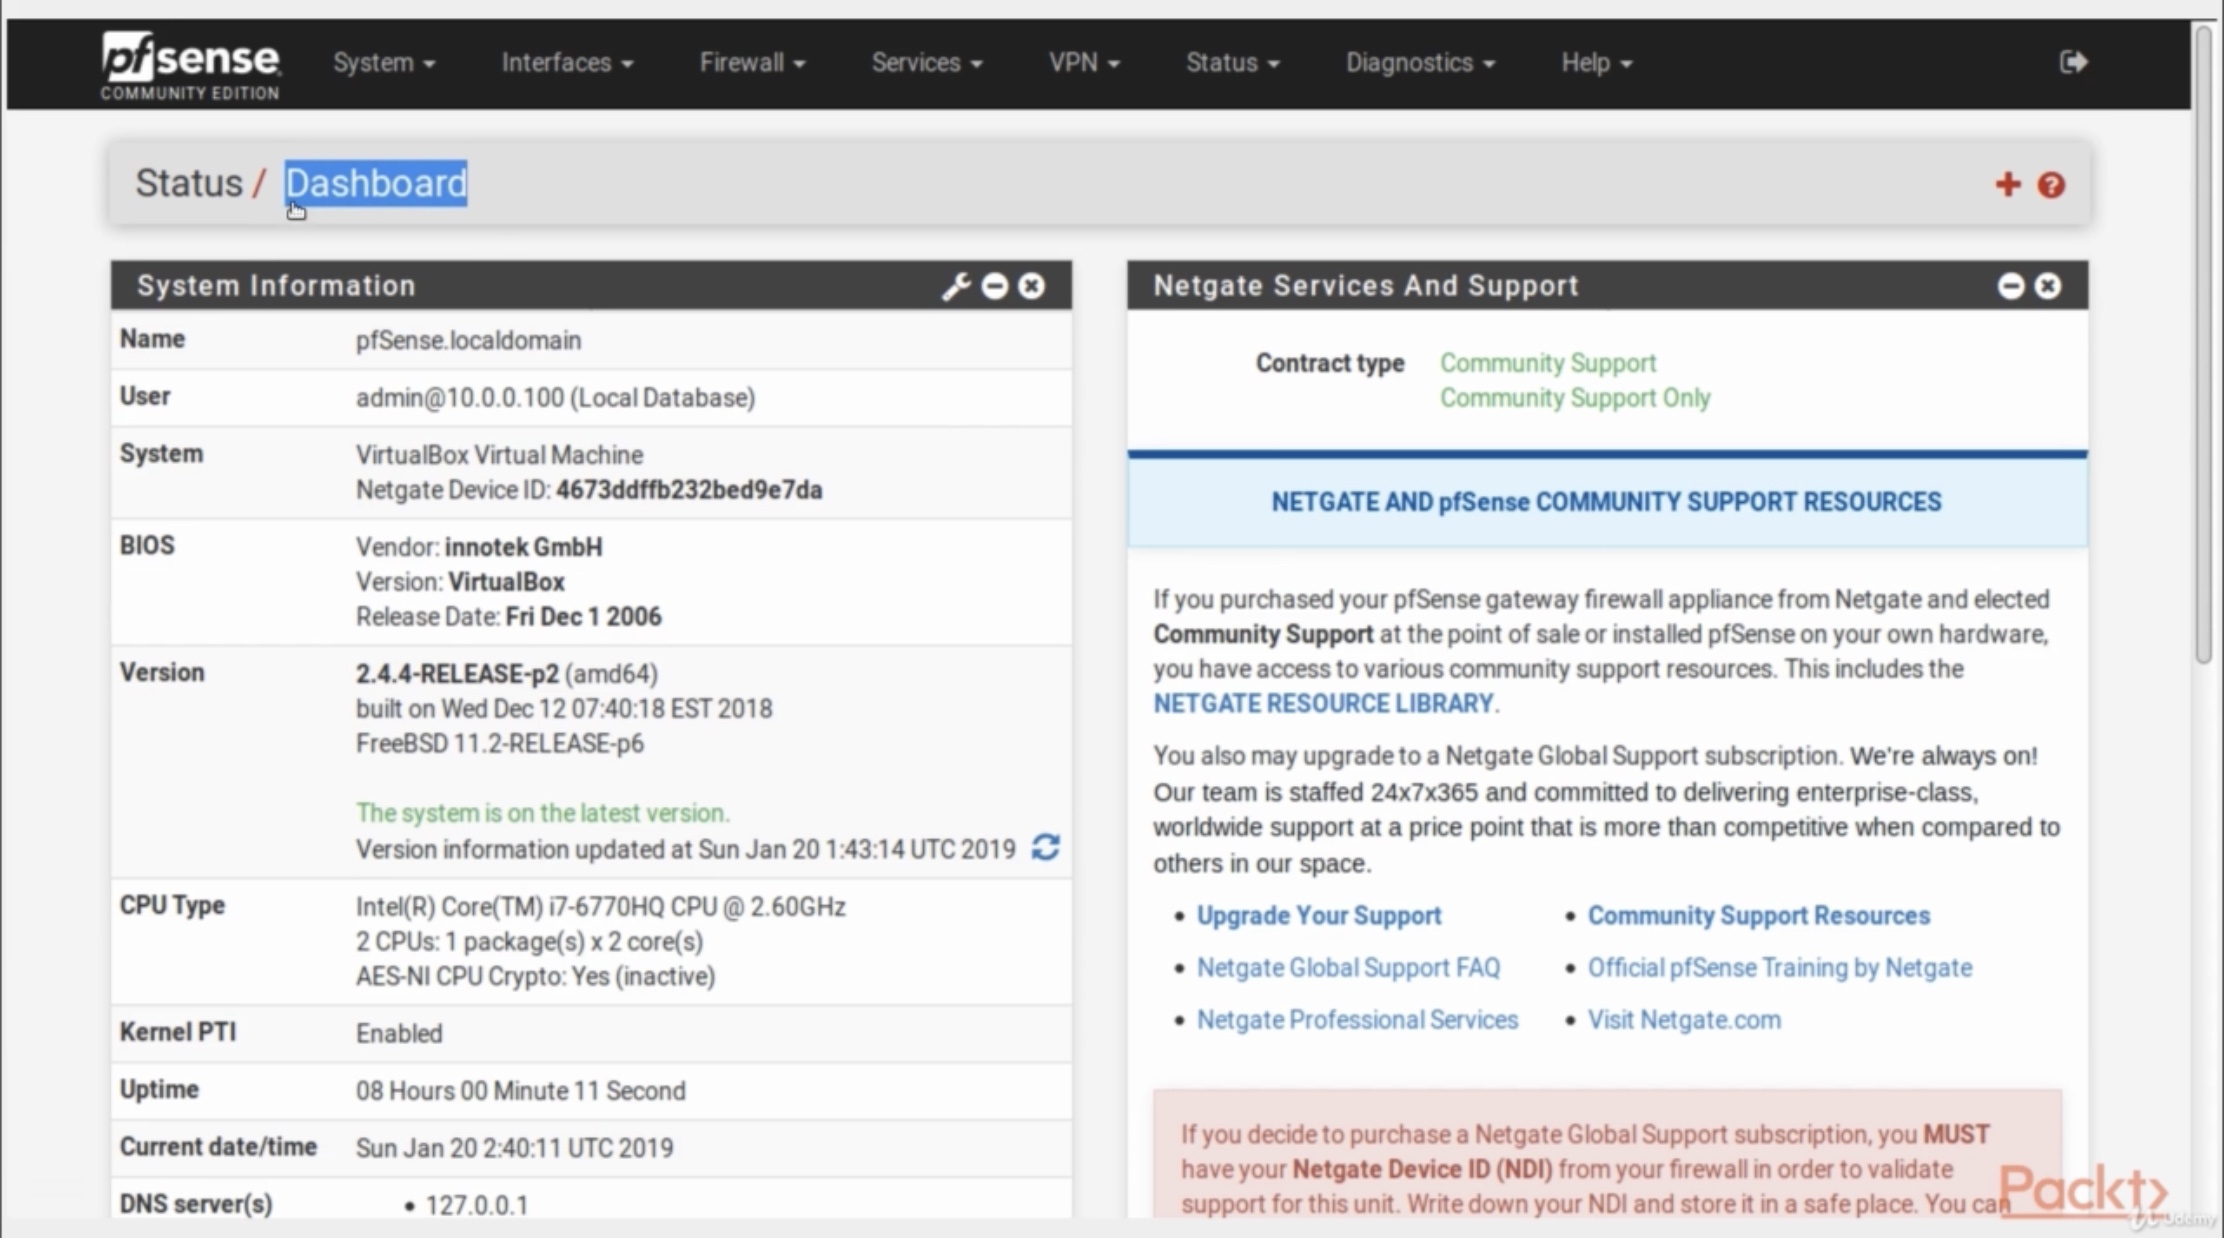 pfsense
COMMUNITY EDITION
System
Interfaces
Firewall
Services
VPN
Status
Diagnostics
Help
Status / Dashboard
System Information
Name pfSense.localdomain
User admin@10.0.0.100 (Local Database)
System VirtualBox Virtual Machine
Netgate Device ID: 4673ddffb232bed9e7da
BIOS Vendor: innotek GmbH
Version: VirtualBox
Release Date: Fri Dec 1 2006
Version 2.4.4-RELEASE-p2 (amd64)
built on Wed Dec 12 07:40:18 EST 2018
FreeBSD 11.2-RELEASE-p6
The system is on the latest version.
Version information updated at Sun Jan 20 1:43:14 UTC 2019
CPU Type Intel(R) Core(TM) i7-6770HQ CPU @ 2.60GHz
2 CPUs: 1 package(s) x 2 core(s)
AES-NI CPU Crypto: Yes (inactive)
Kernel PTI Enabled
Uptime 08 Hours 00 Minute 11 Second
Current date/time Sun Jan 20 2:40:11 UTC 2019
DNS server(s) • 127.0.0.1
Netgate Services And Support
Contract type Community Support
Community Support Only
NETGATE AND pfSense COMMUNITY SUPPORT RESOURCES
If you purchased your pfSense gateway firewall appliance from Netgate and elected
Community Support at the point of sale or installed pfSense on your own hardware,
you have access to various community support resources. This includes the
NETGATE RESOURCE LIBRARY.
You also may upgrade to a Netgate Global Support subscription. We're always on!
Our team is staffed 24x7x365 and committed to delivering enterprise-class,
worldwide support at a price point that is more than competitive when compared to
others in our space.
• Upgrade Your Support
• Community Support Resources
• Netgate Global Support FAQ
• Official pfSense Training by Netgate
• Netgate Professional Services
• Visit Netgate.com
If you decide to purchase a Netgate Global Support subscription, you MUST
have your Netgate Device ID (NDI) from your firewall in order to validate
support for this unit. Write down your NDI and store it in a safe place. You can
Packt
Udemy